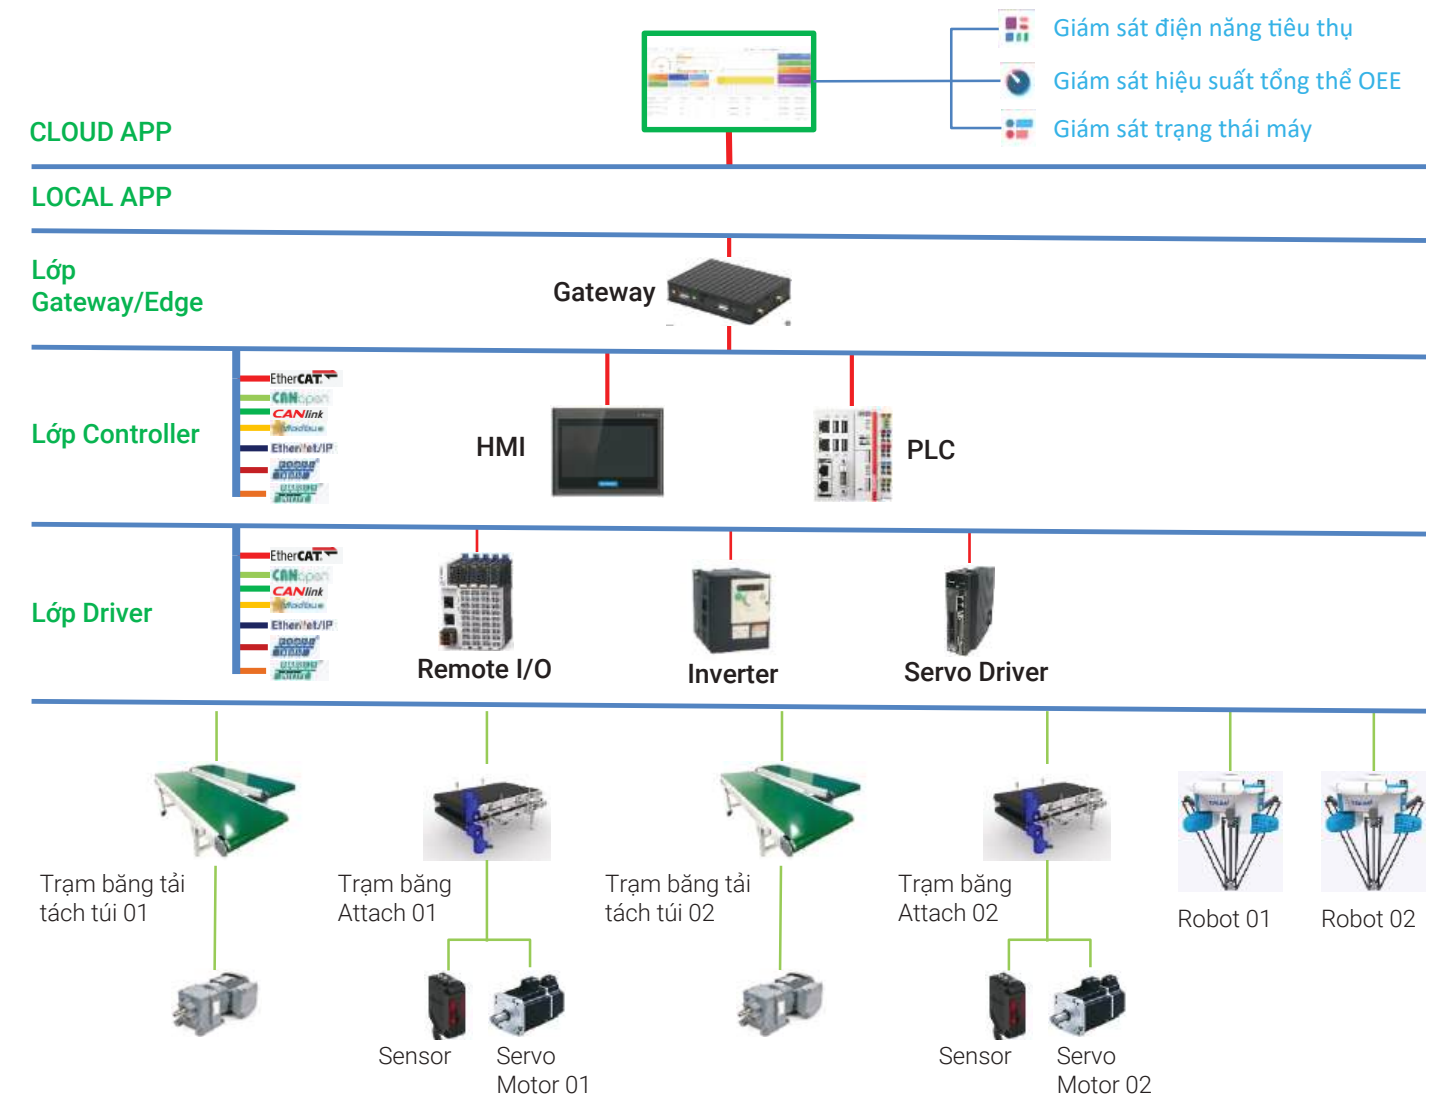 Giám sát điện năng tiêu thụ
Giám sát hiệu suất tổng thể OEE
Giám sát trạng thái máy
CLOUD APP
LOCAL APP
Lớp
Gateway/Edge
Gateway
EtherCAT
CANopen
CANlink
Modbus
EtherNet/IP
Lớp Controller
HMI
PLC
EtherCAT
CANopen
CANlink
Modbus
EtherNet/IP
Lớp Driver
Remote I/O
Inverter
Servo Driver
Trạm băng tải
tách túi 01
Trạm băng
Attach 01
Trạm băng tải
tách túi 02
Trạm băng
Attach 02
Robot 01
Robot 02
Sensor
Servo
Motor 01
Sensor
Servo
Motor 02